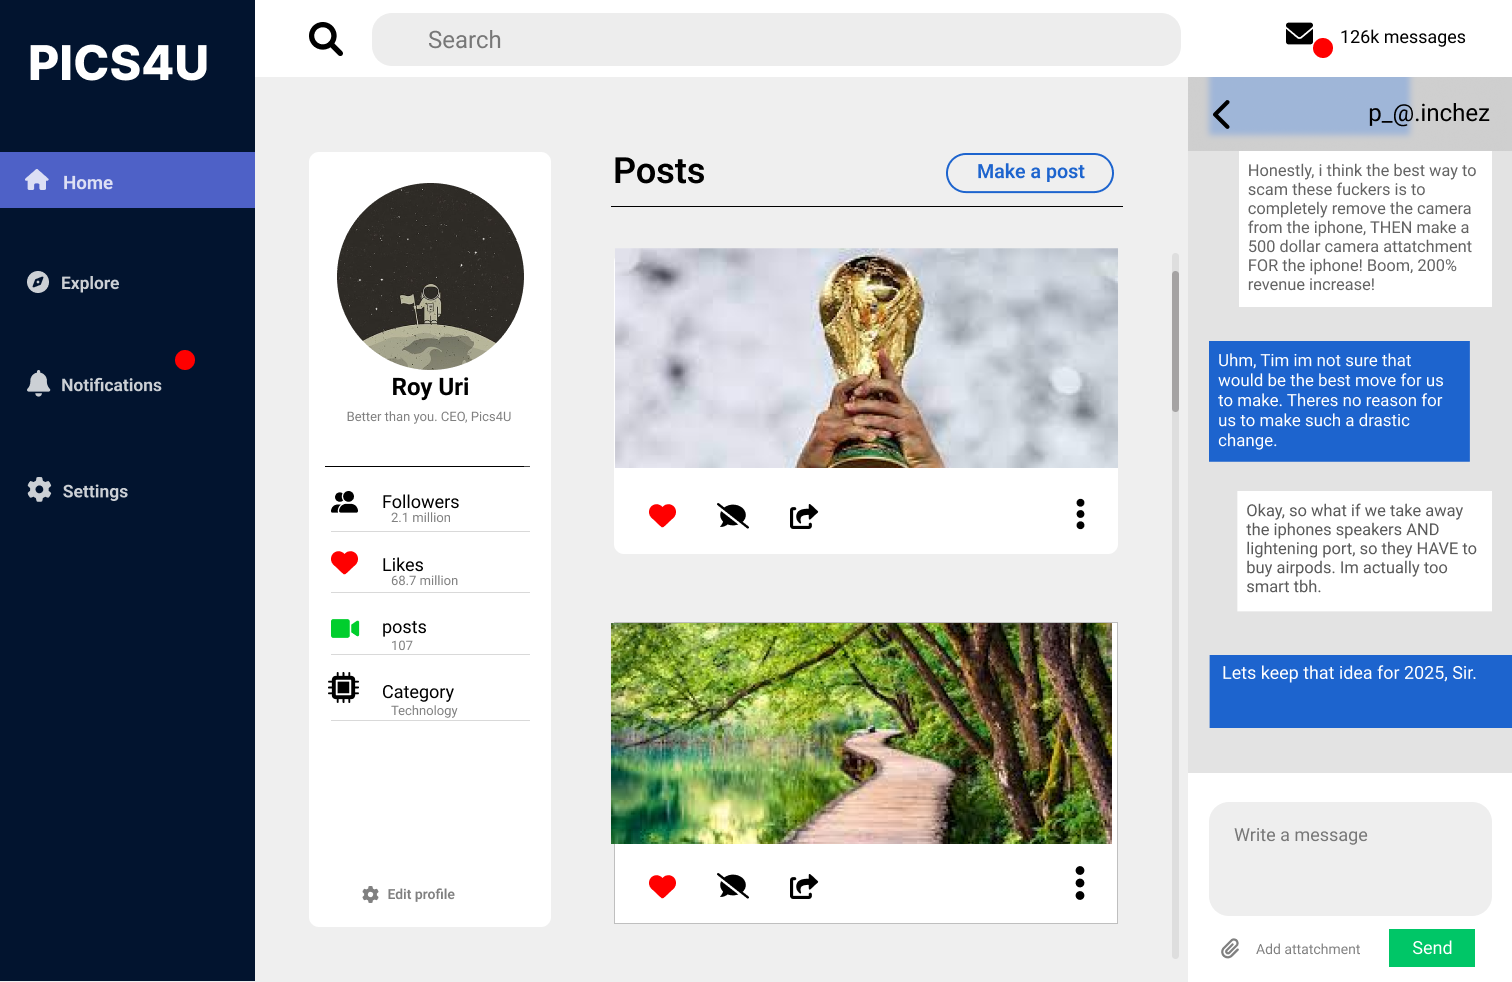 PICS4U
Home
Explore
Notifications
Settings
Search
126k messages
Roy Uri
Better than you. CEO, Pics4U
Followers
2.1 million
Likes
68.7 million
posts
107
Category
Technology
Edit profile
Posts
Make a post
p_@.inchez
Honestly, i think the best way to
scam these fuckers is to
completely remove the camera
from the iphone, THEN make a
500 dollar camera attatchment
FOR the iphone! Boom, 200%
revenue increase!
Uhm, Tim im not sure that
would be the best move for us
to make. Theres no reason for
us to make such a drastic
change.
Okay, so what if we take away
the iphones speakers AND
lightening port, so they HAVE to
buy airpods. Im actually too
smart tbh.
Lets keep that idea for 2025, Sir.
Write a message
Add attatchment
Send